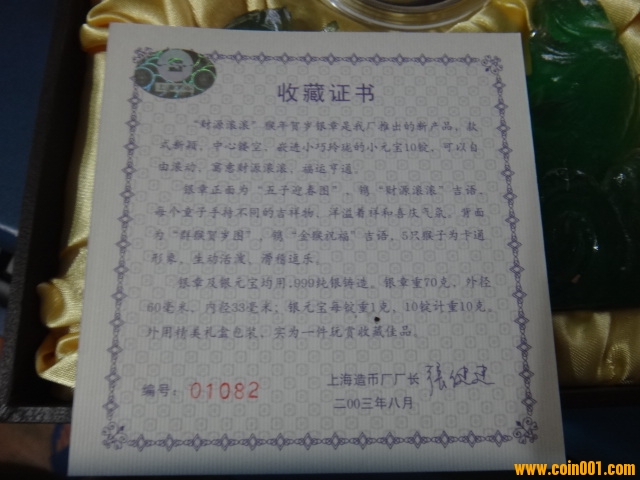 收藏证书
“财源滚滚”猴年贺岁银章是我厂推出的新产品，款
式新颖，中心镂空，嵌进小巧玲珑的小元宝10锭，可以自
由滚动，寓意财源滚滚，福运亨通。
银章正面为“五子迎春图”，镌“财源滚滚”吉语，
每个童子手持不同的吉祥物，洋溢着祥和喜庆气氛。背面
为“群猴贺岁图”，镌“金猴祝福”吉语，5只猴子为卡通
形象，生动活泼，滑稽逗乐。
银章及银元宝均用.999纯银铸造，银章重70克，外径
60毫米，内径33毫米；银元宝每锭重1克，10锭计重10克。
外用精美礼盒包装，实为一件玩赏收藏佳品。
编号：01082
上海造币厂厂长
二00三年八月
www.coin001.com